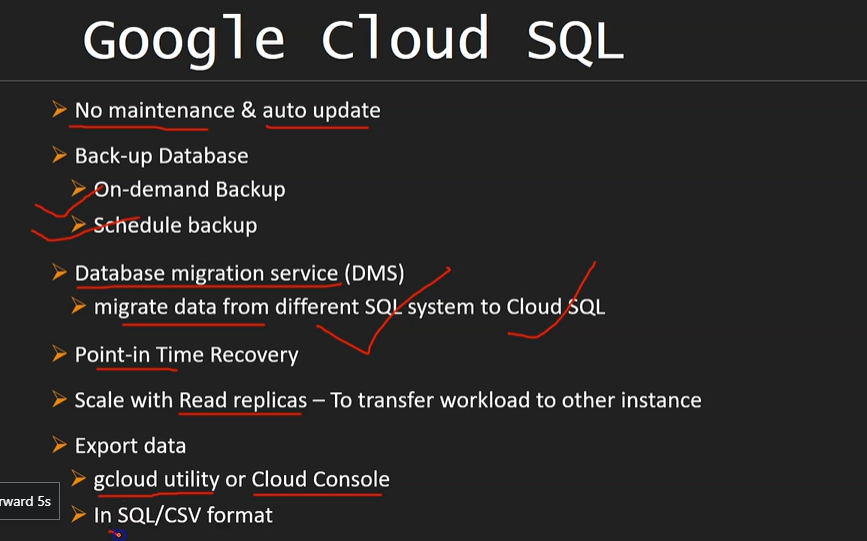 Google Cloud SQL
No maintenance & auto update
Back-up Database
On-demand Backup
Schedule backup
Database migration service (DMS)
migrate data from different SQL system to Cloud SQL
Point-in Time Recovery
Scale with Read replicas – To transfer workload to other instance
Export data
gcloud utility or Cloud Console
rward 5s
In SQL/CSV format